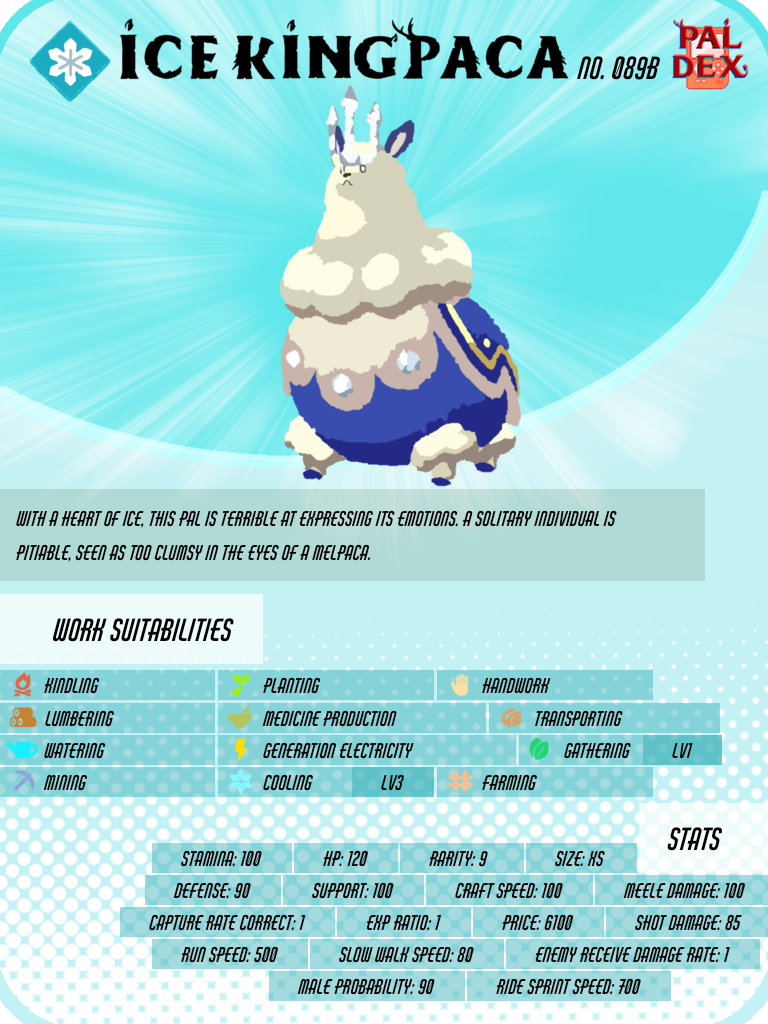 ICE KINGPACA NO. 089B PAL DEX
WITH A HEART OF ICE, THIS PAL IS TERRIBLE AT EXPRESSING ITS EMOTIONS. A SOLITARY INDIVIDUAL IS
PITIABLE, SEEN AS TOO CLUMSY IN THE EYES OF A MELPACA.
WORK SUITABILITIES
KINDLING PLANTING HANDWORK
LUMBERING MEDICINE PRODUCTION TRANSPORTING
WATERING GENERATION ELECTRICITY GATHERING LV1
MINING COOLING LV3 FARMING
STATS
STAMINA: 100 HP: 120 RARITY: 9 SIZE: XS
DEFENSE: 90 SUPPORT: 100 CRAFT SPEED: 100 MEELE DAMAGE: 100
CAPTURE RATE CORRECT: 1 EXP RATIO: 1 PRICE: 6100 SHOT DAMAGE: 85
RUN SPEED: 500 SLOW WALK SPEED: 80 ENEMY RECEIVE DAMAGE RATE: 1
MALE PROBABILITY: 90 RIDE SPRINT SPEED: 700